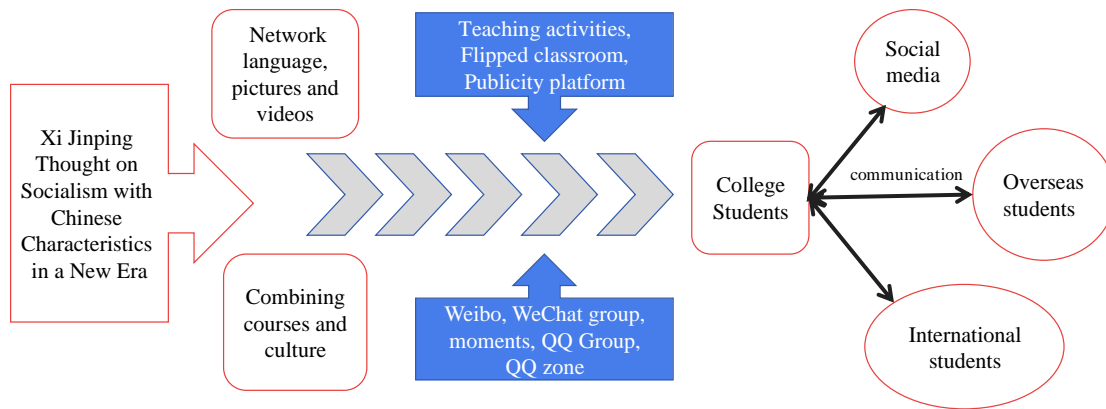 Xi Jinping
Thought on
Socialism with
Chinese
Characteristics
in a New Era
Network
language,
pictures and
videos
Combining
courses and
culture
Teaching activities,
Flipped classroom,
Publicity platform
Weibo, WeChat group,
moments, QQ Group,
QQ zone
College
Students
communication
Social
media
Overseas
students
International
students